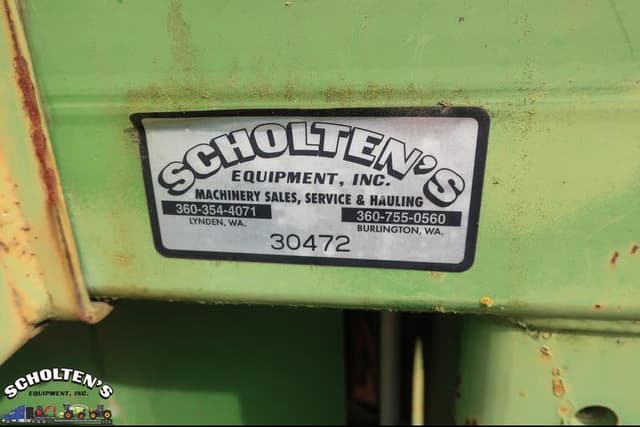 SCHOLTEN'S
EQUIPMENT, INC.
MACHINERY SALES, SERVICE & HAULING
360-354-4071 360-755-0560
LYNDEN, WA. BURLINGTON, WA.
30472
SCHOLTEN'S
EQUIPMENT, INC.